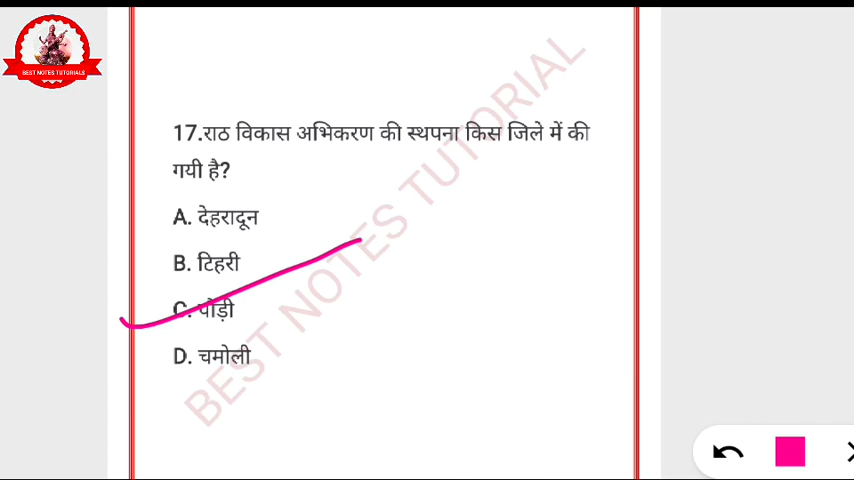 BEST NOTES TUTORIALS
17.राठ विकास अभिकरण की स्थपना किस जिले में की
गयी है?
A. देहरादून
B. टिहरी
C. पौड़ी
D. चमोली
BEST NOTES TUTORIAL